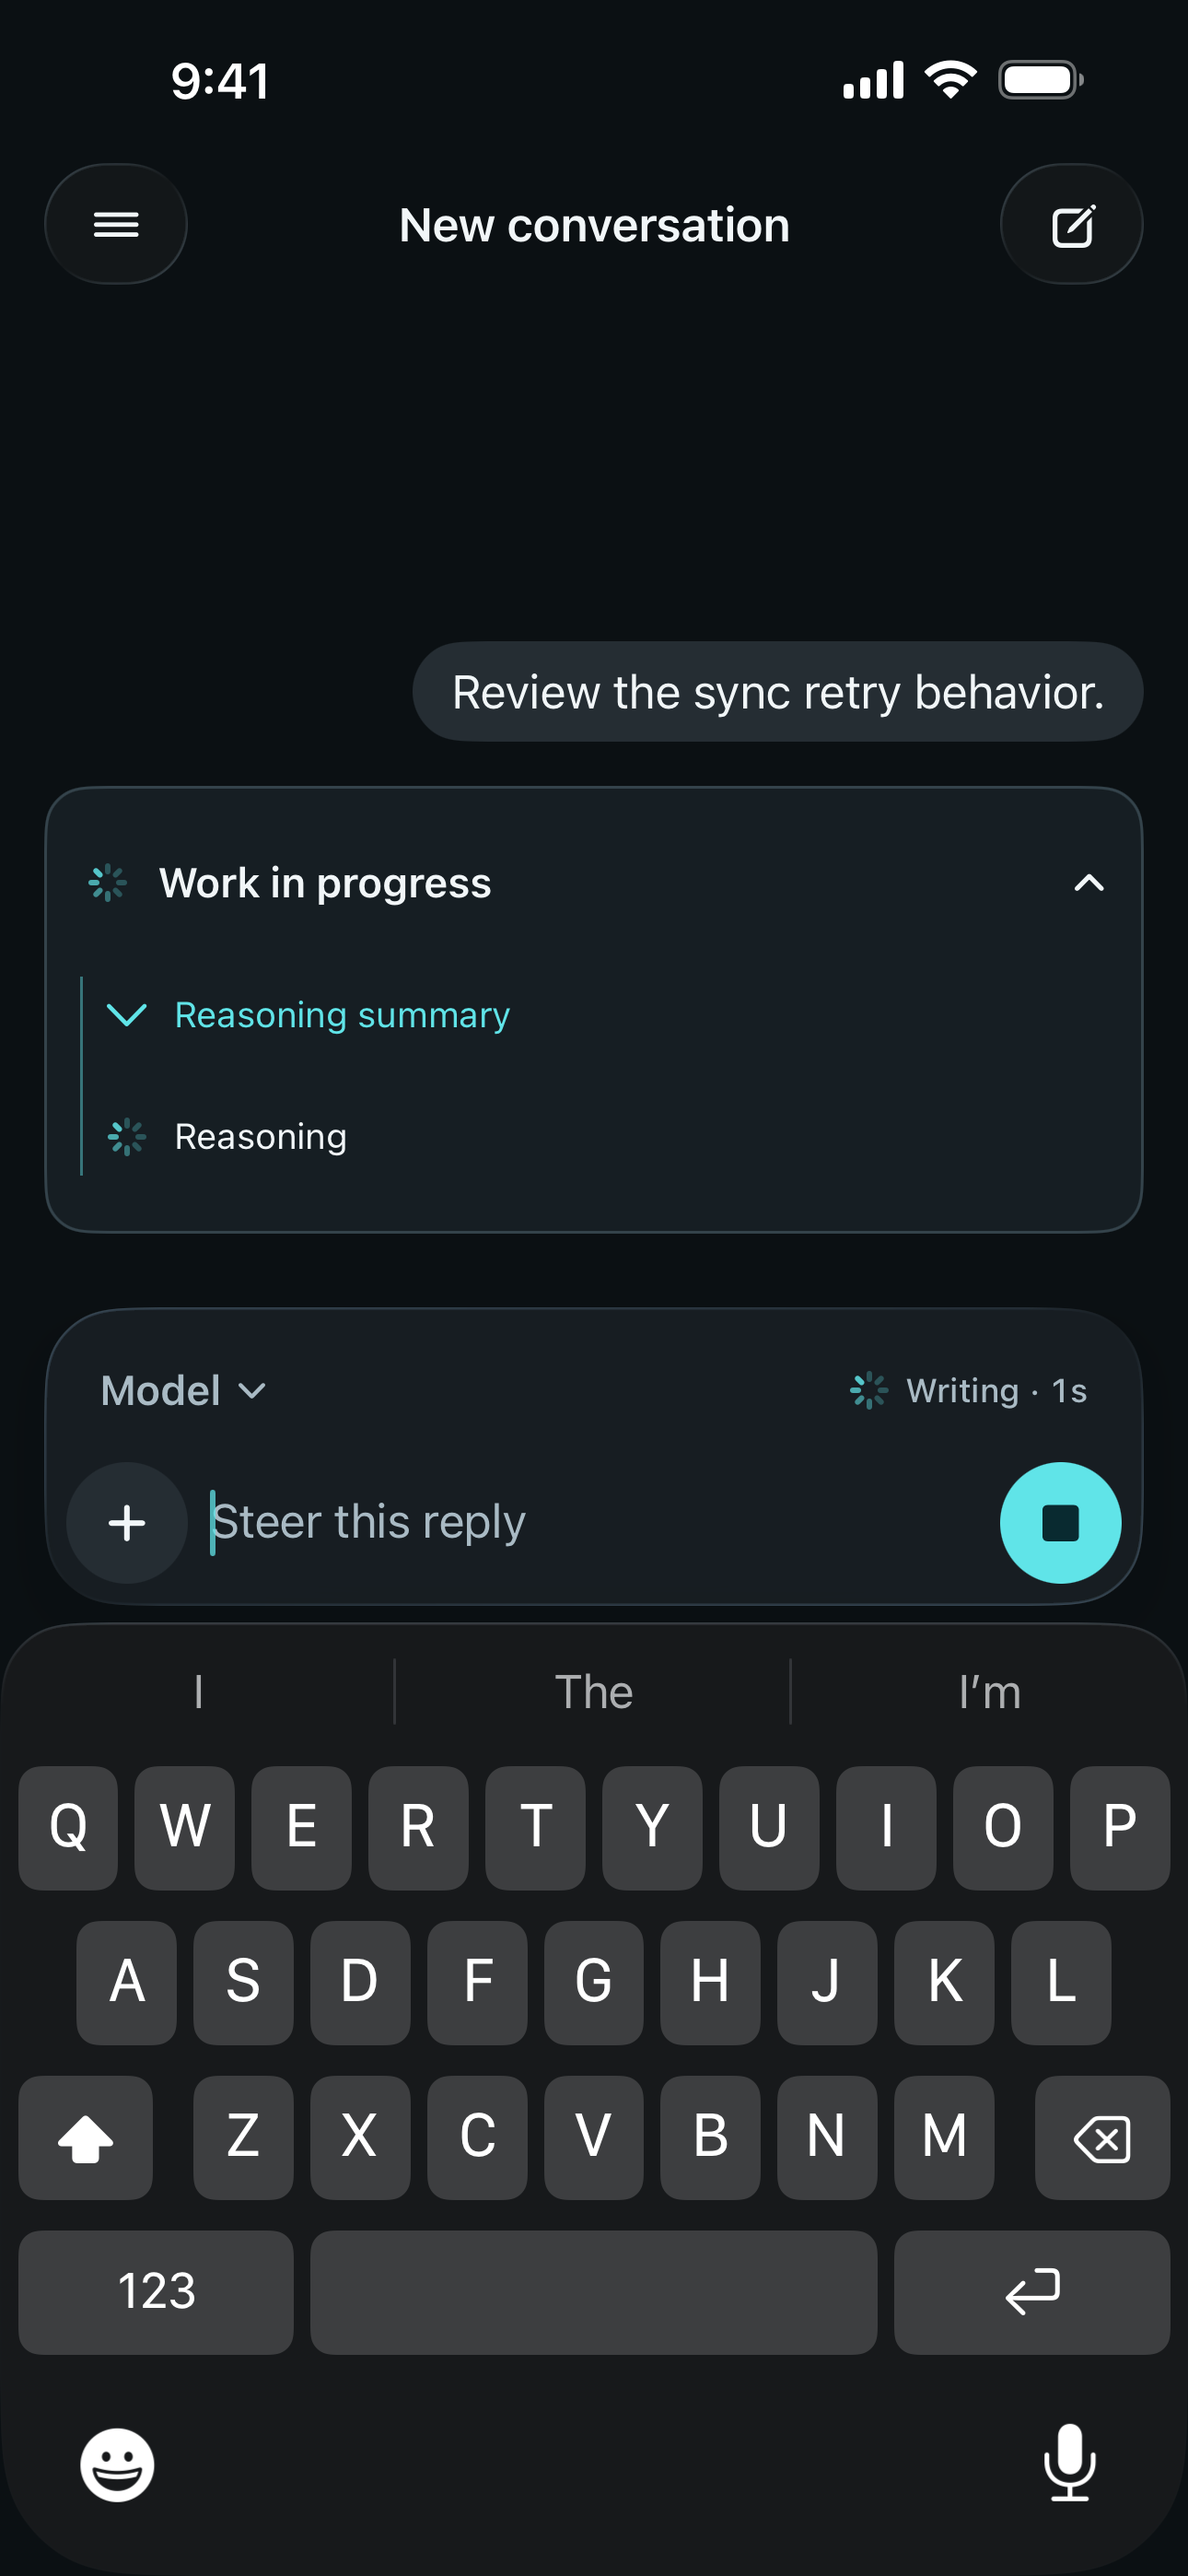 9:41
New conversation
Review the sync retry behavior.
Work in progress
Reasoning summary
Reasoning
Model
Writing · 1s
Steer this reply
I The I’m
Q W E R T Y U I O P
A S D F G H J K L
Z X C V B N M
123